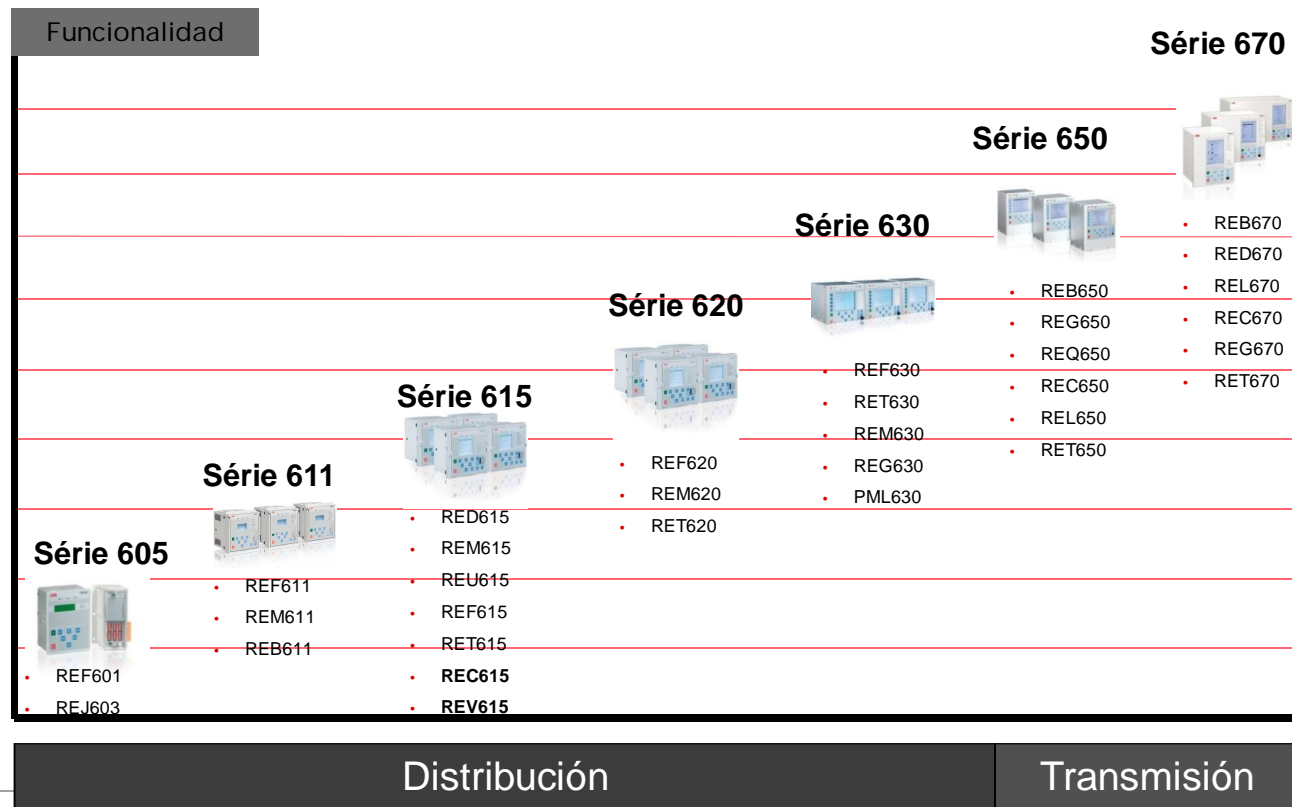 Funcionalidad
Série 605
REF601
REJ603
Série 611
REF611
REM611
REB611
Série 615
RED615
REM615
REU615
REF615
RET615
REC615
REV615
Série 620
REF620
REM620
RET620
Série 630
REF630
RET630
REM630
REG630
PML630
Série 650
REB650
REG650
REQ650
REC650
REL650
RET650
Série 670
REB670
RED670
REL670
REC670
REG670
RET670
Distribución
Transmisión